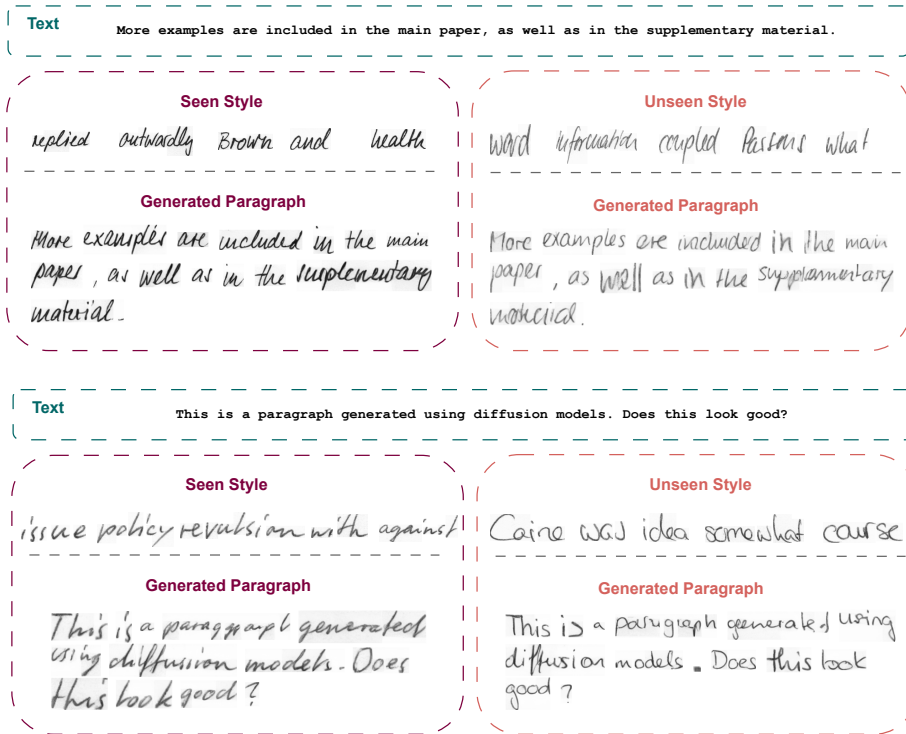 Text
More examples are included in the main paper, as well as in the supplementary material.
Seen Style
replied outwardly Brown and health
Generated Paragraph
More examples are included in the main
paper, as well as in the suplementary
material.
Unseen Style
word information coupled Parsons what
Generated Paragraph
More examples are inacluded in the main
paper, as well as in the supplamentary
material.
Text
This is a paragraph generated using diffusion models. Does this look good?
Seen Style
issue policy revulsion with against
Generated Paragraph
This is a generated
using diffusion models. Does
this look good?
Unseen Style
Caine was idea somewhat course
Generated Paragraph
This is a parugraph generated using
diffusion models. Does this look
good?